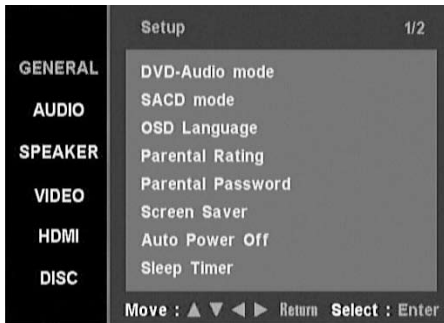 Setup 1/2
GENERAL
AUDIO
SPEAKER
VIDEO
HDMI
DISC
DVD-Audio mode
SACD mode
OSD Language
Parental Rating
Parental Password
Screen Saver
Auto Power Off
Sleep Timer
Move : ▲ ▼ ◀ ▶ Return Select : Enter